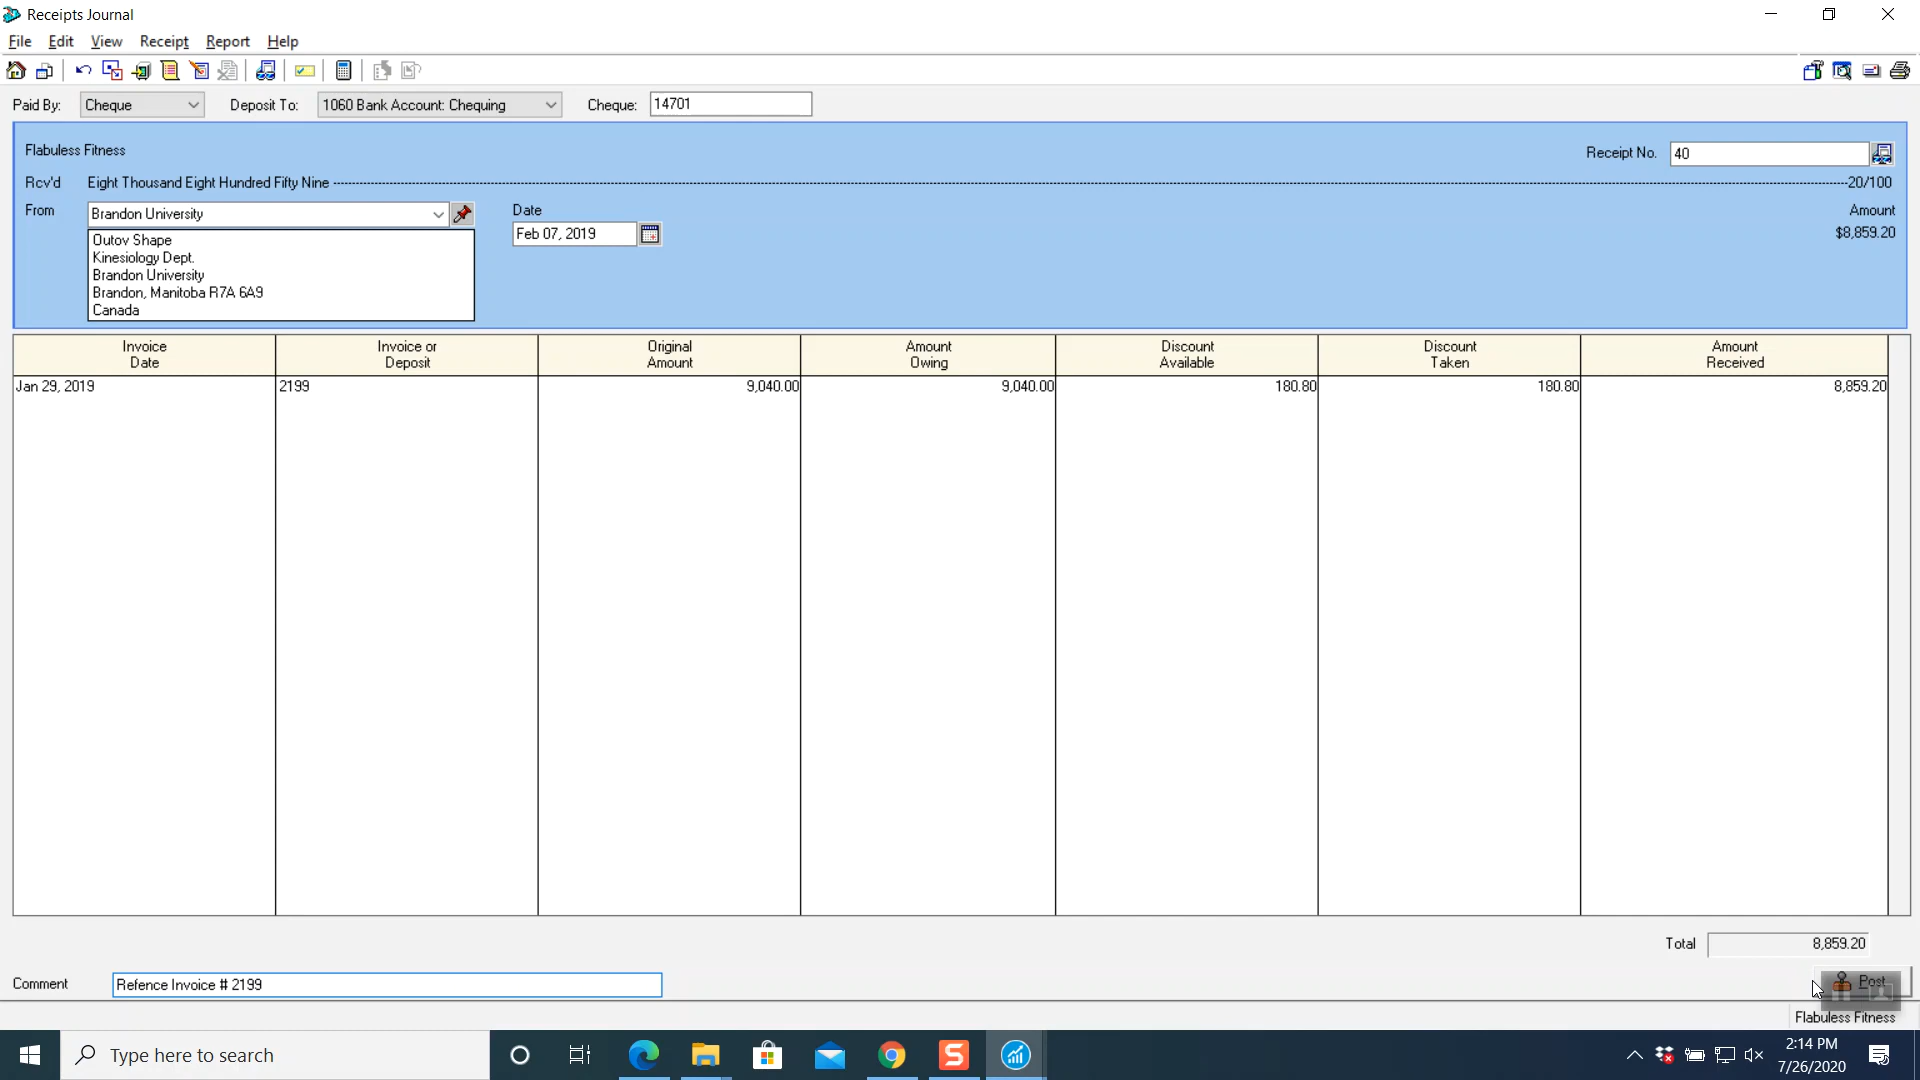 Receipts Journal
File Edit View Receipt Report Help
Paid By: Cheque Deposit To: 1060 Bank Account: Chequing Cheque: 14701
Flabuless Fitness
Receipt No. 40
Rcv'd Eight Thousand Eight Hundred Fifty Nine 20/100
From Brandon University Date Amount
Feb 07, 2019 $8,859.20
Outov Shape
Kinesiology Dept.
Brandon University
Brandon, Manitoba R7A 6A9
Canada
Invoice Date Invoice or Deposit Original Amount Amount Owing Discount Available Discount Taken Amount Received
Jan 29, 2019 2199 9,040.00 9,040.00 180.80 180.80 8,859.20
Total 8,859.20
Comment Refence Invoice # 2199 Post
Flabuless Fitness
Type here to search
2:14 PM
7/26/2020